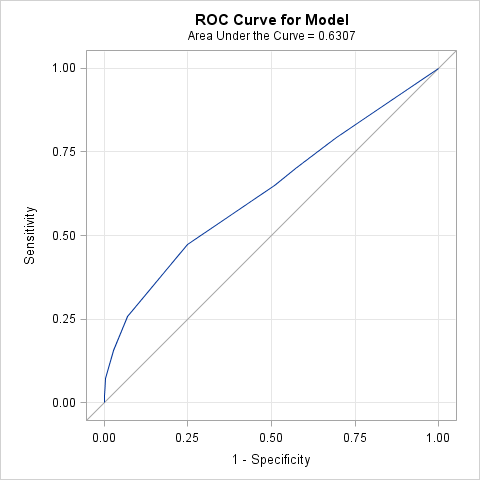 ROC Curve for Model
Area Under the Curve = 0.6307
1.00
0.75
0.50
0.25
0.00
Sensitivity
0.00 0.25 0.50 0.75 1.00
1 - Specificity